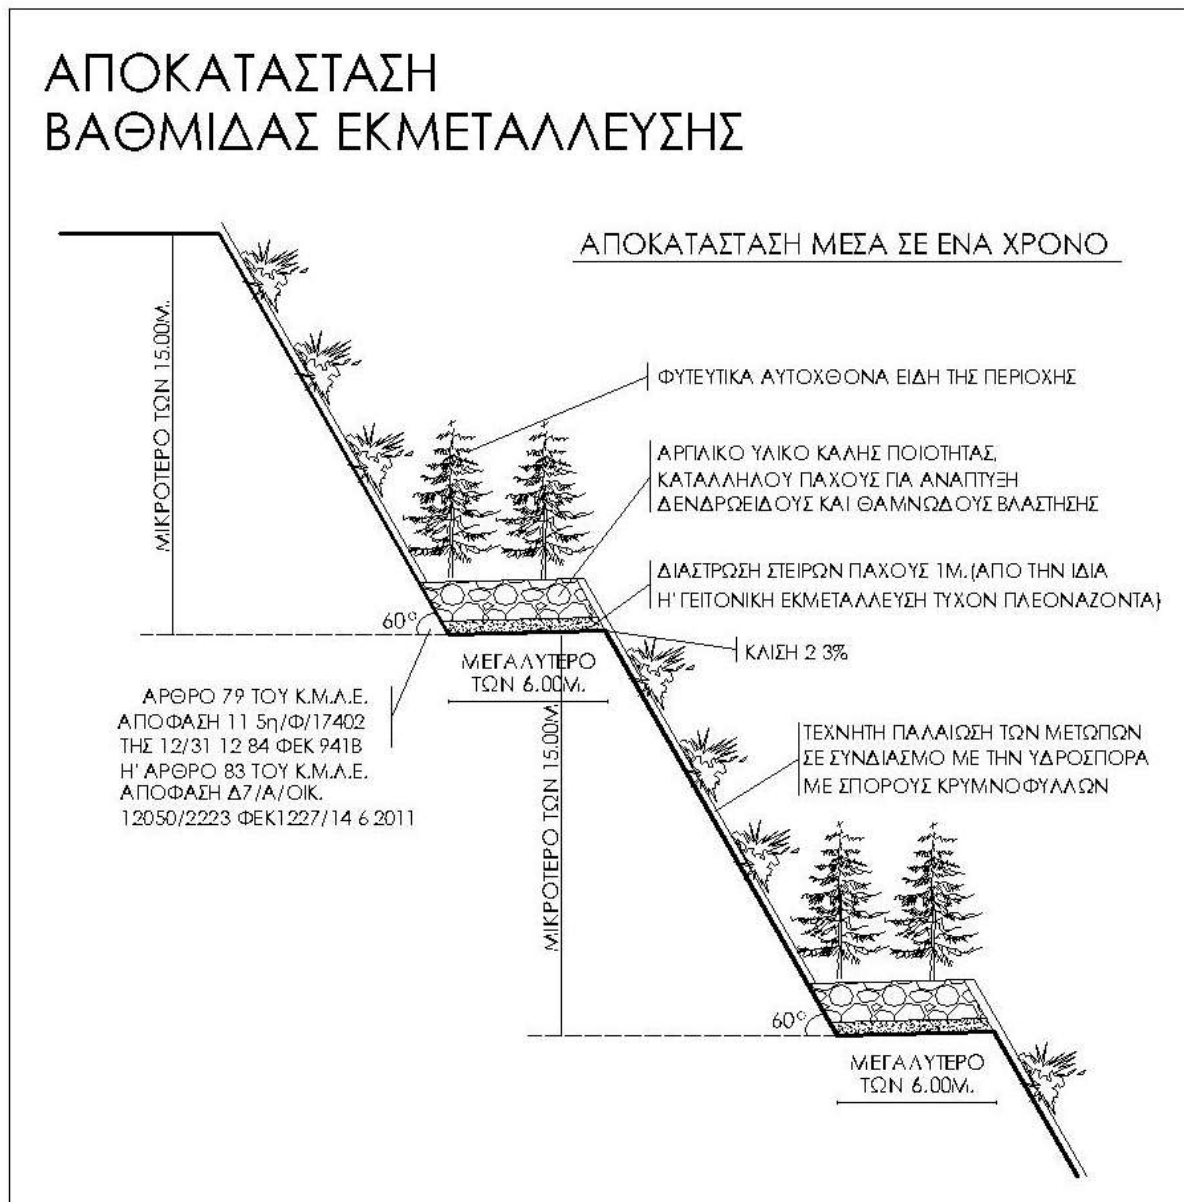 ΑΠΟΚΑΤΑΣΤΑΣΗ
ΒΑΘΜΙΔΑΣ ΕΚΜΕΤΑΛΛΕΥΣΗΣ
ΑΠΟΚΑΤΑΣΤΑΣΗ ΜΕΣΑ ΣΕ ΕΝΑ ΧΡΟΝΟ
ΜΙΚΡΟΤΕΡΟ ΤΩΝ 15.00Μ.
ΦΥΤΕΥΤΙΚΑ ΑΥΤΟΧΘΟΝΑ ΕΙΔΗ ΤΗΣ ΠΕΡΙΟΧΗΣ
ΑΡΓΙΛΙΚΟ ΥΛΙΚΟ ΚΑΛΗΣ ΠΟΙΟΤΗΤΑΣ,
ΚΑΤΑΛΛΗΛΟΥ ΠΑΧΟΥΣ ΓΙΑ ΑΝΑΠΤΥΞΗ
ΔΕΝΔΡΩΕΙΔΟΥΣ ΚΑΙ ΘΑΜΝΩΔΟΥΣ ΒΛΑΣΤΗΣΗΣ
ΔΙΑΣΤΡΩΣΗ ΣΤΕΙΡΩΝ ΠΑΧΟΥΣ 1Μ.(ΑΠΟ ΤΗΝ ΙΔΙΑ
Η' ΓΕΙΤΟΝΙΚΗ ΕΚΜΕΤΑΛΛΕΥΣΗ ΤΥΧΟΝ ΠΛΕΟΝΑΖΟΝΤΑ)
60°
ΚΛΙΣΗ 2 3%
ΜΕΓΑΛΥΤΕΡΟ
ΤΩΝ 6.00Μ.
ΑΡΘΡΟ 79 ΤΟΥ Κ.Μ.Λ.Ε.
ΑΠΟΦΑΣΗ 11 5η/Φ/17402
ΤΗΣ 12/31 12 84 ΦΕΚ 941Β
Η' ΑΡΘΡΟ 83 ΤΟΥ Κ.Μ.Λ.Ε.
ΑΠΟΦΑΣΗ Δ7/Α/ΟΙΚ.
12050/2223 ΦΕΚ1227/14 6 2011
ΜΙΚΡΟΤΕΡΟ ΤΩΝ 15.00Μ.
ΤΕΧΝΗΤΗ ΠΑΛΑΙΩΣΗ ΤΩΝ ΜΕΤΩΠΩΝ
ΣΕ ΣΥΝΔΙΑΣΜΟ ΜΕ ΤΗΝ ΥΔΡΟΣΠΟΡΑ
ΜΕ ΣΠΟΡΟΥΣ ΚΡΥΜΝΟΦΥΛΛΩΝ
60°
ΜΕΓΑΛΥΤΕΡΟ
ΤΩΝ 6.00Μ.